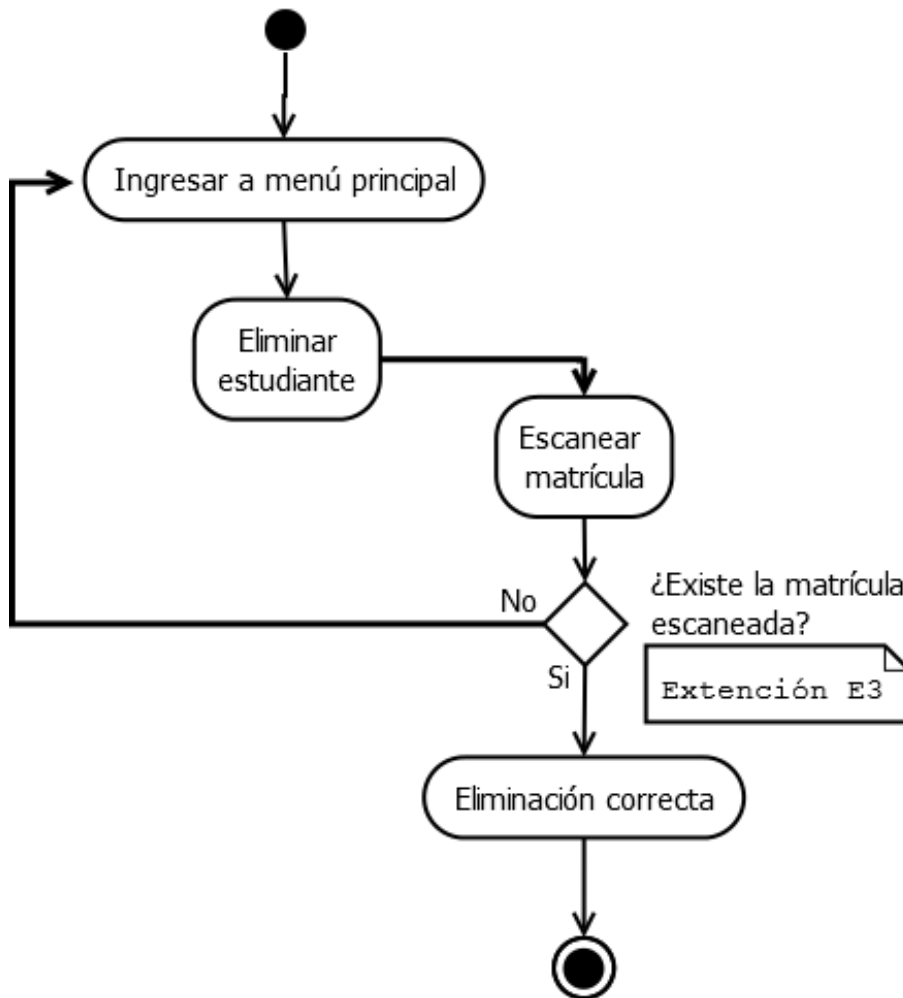 Ingresar a menú principal
Eliminar
estudiante
Escanear
matrícula
¿Existe la matrícula
escaneada?
No
Si
Extención E3
Eliminación correcta